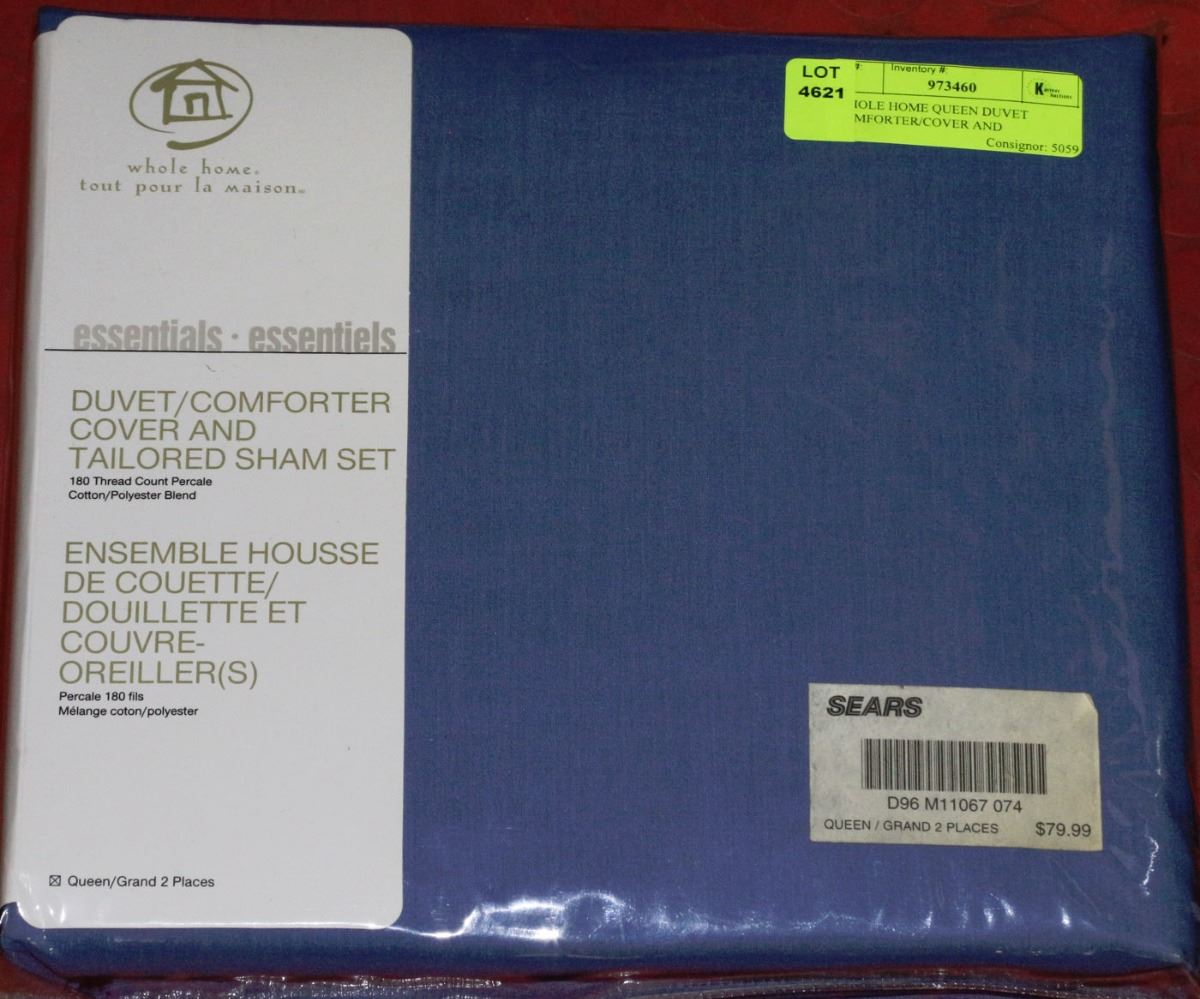 whole home.
tout pour la maison
essentials · essentiels
DUVET/COMFORTER
COVER AND
TAILORED SHAM SET
180 Thread Count Percale
Cotton/Polyester Blend
ENSEMBLE HOUSSE
DE COUETTE/
DOUILLETTE ET
COUVRE-
OREILLER(S)
Percale 180 fils
Mélange coton/polyester
Queen/Grand 2 Places
LOT
4621
Inventory #:
973460
HOME QUEEN DUVET
MFORTER/COVER AND
Consignor: 5059
SEARS
D96 M11067 074
QUEEN / GRAND 2 PLACES $79.99